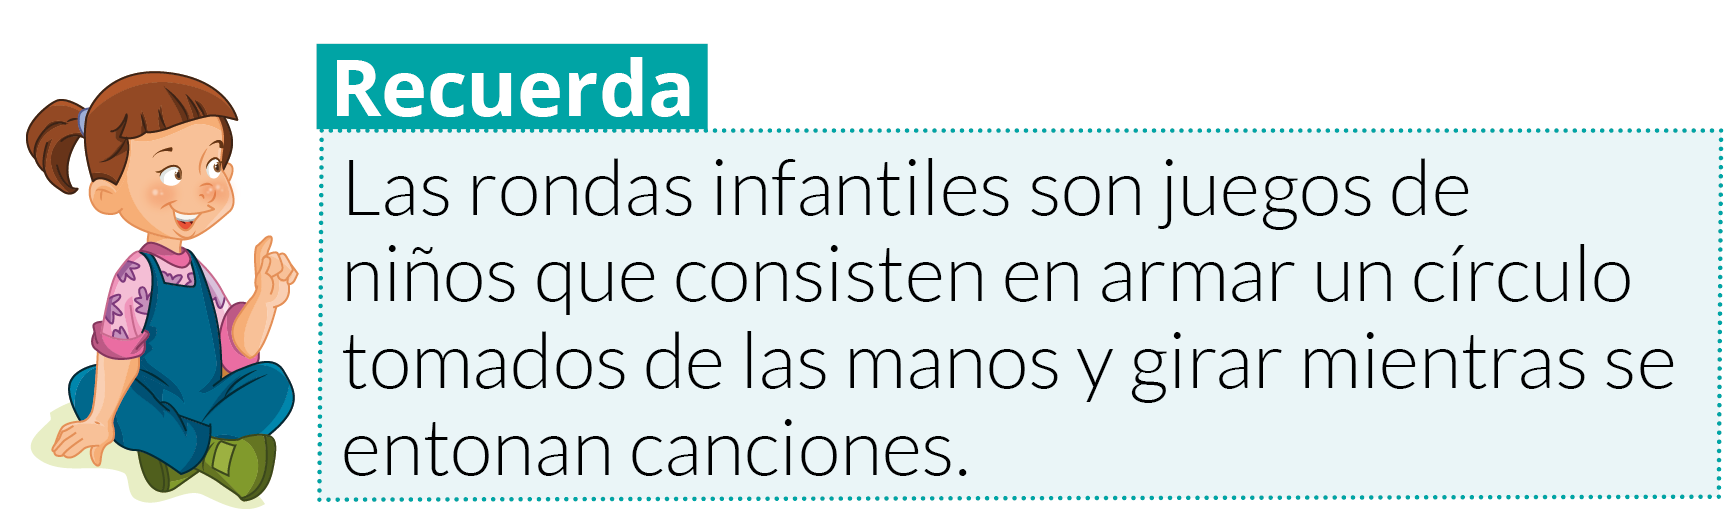 Recuerda
Las rondas infantiles son juegos de
niños que consisten en armar un círculo
tomados de las manos y girar mientras se
entonan canciones.